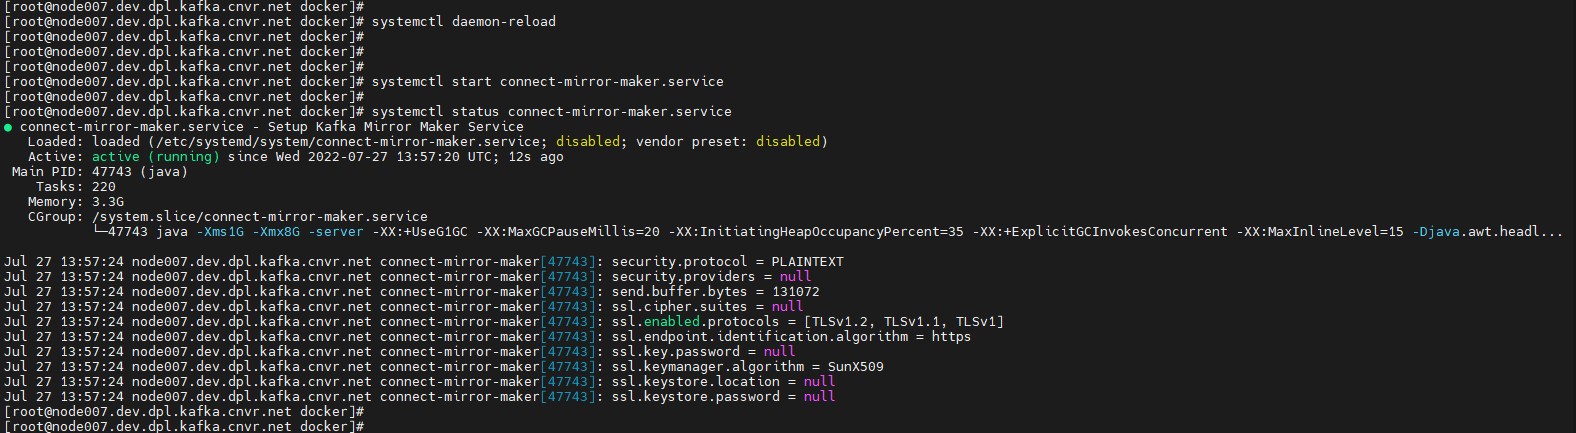 [root@node007.dev.dpl.kafka.cnvr.net docker]#
[root@node007.dev.dpl.kafka.cnvr.net docker]# systemctl daemon-reload
[root@node007.dev.dpl.kafka.cnvr.net docker]#
[root@node007.dev.dpl.kafka.cnvr.net docker]#
[root@node007.dev.dpl.kafka.cnvr.net docker]#
[root@node007.dev.dpl.kafka.cnvr.net docker]# systemctl start connect-mirror-maker.service
[root@node007.dev.dpl.kafka.cnvr.net docker]#
[root@node007.dev.dpl.kafka.cnvr.net docker]# systemctl status connect-mirror-maker.service
● connect-mirror-maker.service - Setup Kafka Mirror Maker Service
   Loaded: loaded (/etc/systemd/system/connect-mirror-maker.service; disabled; vendor preset: disabled)
   Active: active (running) since Wed 2022-07-27 13:57:20 UTC; 12s ago
 Main PID: 47743 (java)
    Tasks: 220
   Memory: 3.3G
   CGroup: /system.slice/connect-mirror-maker.service
           └─47743 java -Xms1G -Xmx8G -server -XX:+UseG1GC -XX:MaxGCPauseMillis=20 -XX:InitiatingHeapOccupancyPercent=35 -XX:+ExplicitGCInvokesConcurrent -XX:MaxInlineLevel=15 -Djava.awt.headl...
Jul 27 13:57:24 node007.dev.dpl.kafka.cnvr.net connect-mirror-maker[47743]: security.protocol = PLAINTEXT
Jul 27 13:57:24 node007.dev.dpl.kafka.cnvr.net connect-mirror-maker[47743]: security.providers = null
Jul 27 13:57:24 node007.dev.dpl.kafka.cnvr.net connect-mirror-maker[47743]: send.buffer.bytes = 131072
Jul 27 13:57:24 node007.dev.dpl.kafka.cnvr.net connect-mirror-maker[47743]: ssl.cipher.suites = null
Jul 27 13:57:24 node007.dev.dpl.kafka.cnvr.net connect-mirror-maker[47743]: ssl.enabled.protocols = [TLSv1.2, TLSv1.1, TLSv1]
Jul 27 13:57:24 node007.dev.dpl.kafka.cnvr.net connect-mirror-maker[47743]: ssl.endpoint.identification.algorithm = https
Jul 27 13:57:24 node007.dev.dpl.kafka.cnvr.net connect-mirror-maker[47743]: ssl.key.password = null
Jul 27 13:57:24 node007.dev.dpl.kafka.cnvr.net connect-mirror-maker[47743]: ssl.keymanager.algorithm = SunX509
Jul 27 13:57:24 node007.dev.dpl.kafka.cnvr.net connect-mirror-maker[47743]: ssl.keystore.location = null
Jul 27 13:57:24 node007.dev.dpl.kafka.cnvr.net connect-mirror-maker[47743]: ssl.keystore.password = null
[root@node007.dev.dpl.kafka.cnvr.net docker]#
[root@node007.dev.dpl.kafka.cnvr.net docker]#